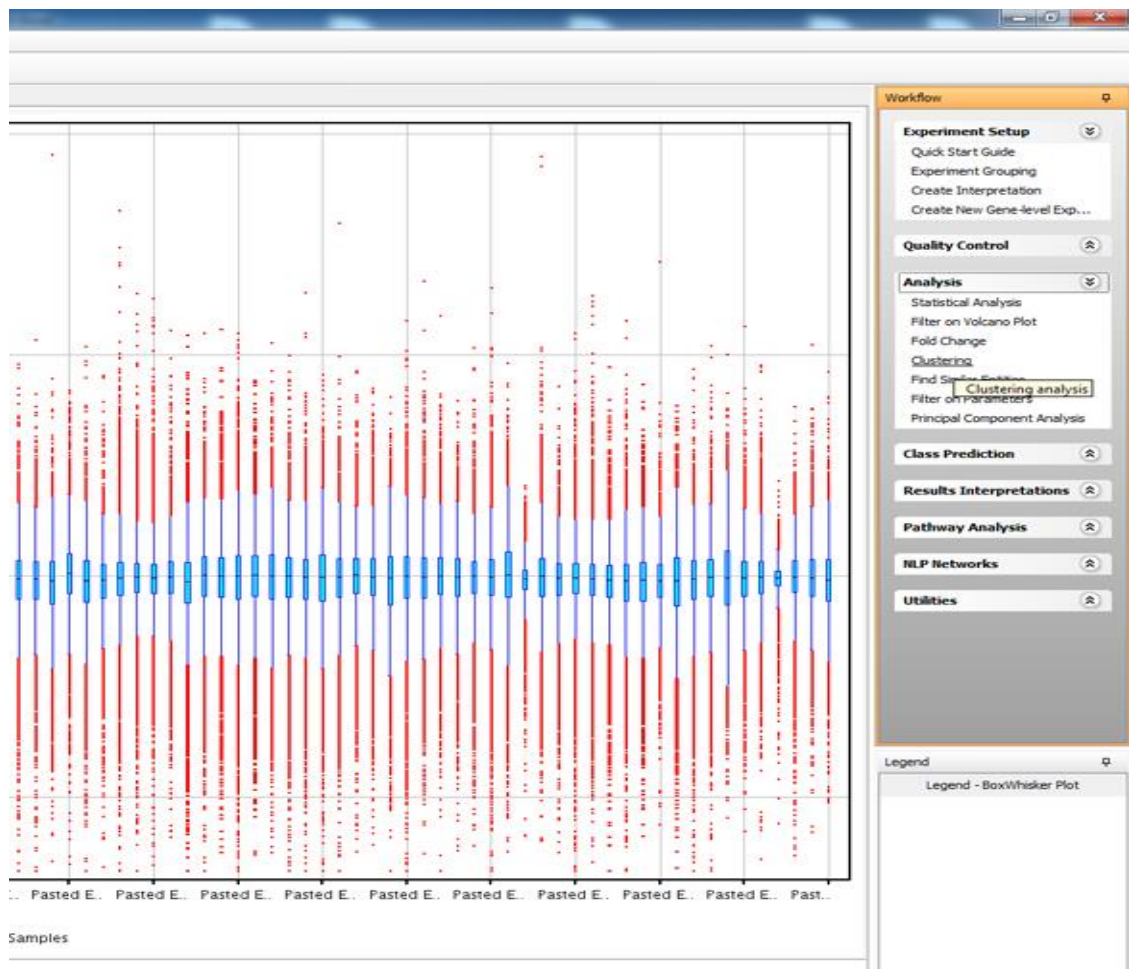 Workflow
Experiment Setup
Quick Start Guide
Experiment Grouping
Create Interpretation
Create New Gene-level Exp...
Quality Control
Analysis
Statistical Analysis
Filter on Volcano Plot
Fold Change
Clustering
Find Similar Entities
Clustering analysis
Filter on Parameters
Principal Component Analysis
Class Prediction
Results Interpretations
Pathway Analysis
NLP Networks
Utilities
Legend
Legend - BoxWhisker Plot
Pasted E.. Pasted E.. Pasted E.. Pasted E.. Pasted E.. Pasted E.. Pasted E.. Pasted E.. Pasted E.. Past..
Samples